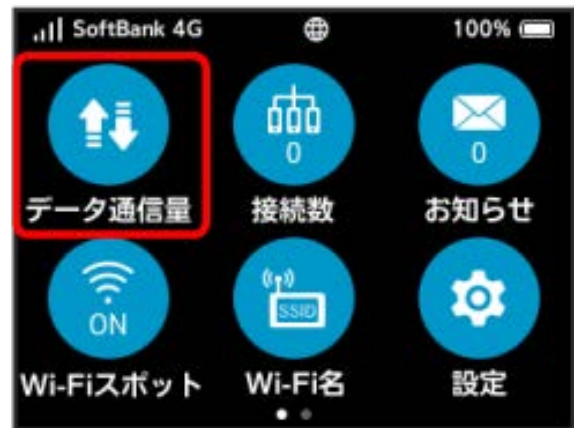 SoftBank 4G 100%
0 0
データ通信量 接続数 お知らせ
ON SSID
Wi-Fiスポット Wi-Fi名 設定